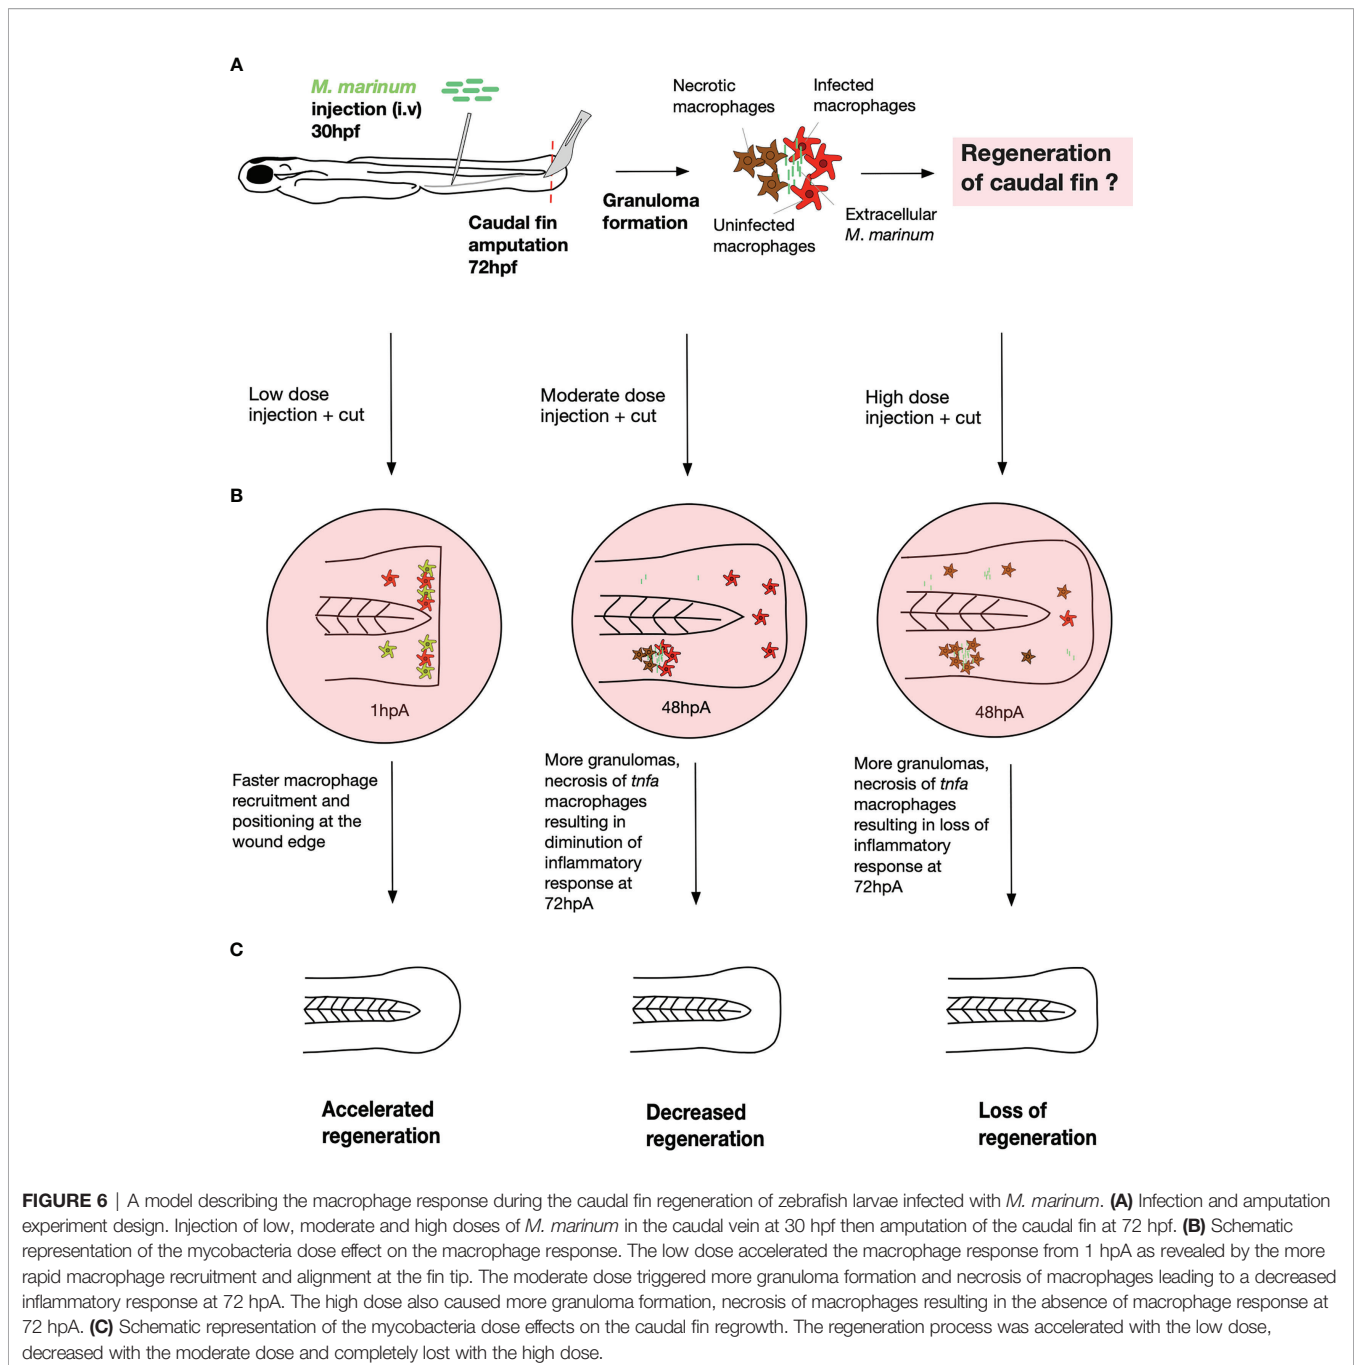 A
M. marinum
injection (i.v)
30hpf
Caudal fin
amputation
72hpf
Granuloma
formation
Necrotic
macrophages
Infected
macrophages
Uninfected
macrophages
Extracellular
M. marinum
Regeneration
of caudal fin ?
Low dose
injection + cut
Moderate dose
injection + cut
High dose
injection + cut
B
1hpA
48hpA
48hpA
Faster macrophage
recruitment and
positioning at the
wound edge
More granulomas,
necrosis of tnfa
macrophages
resulting in
diminution of
inflammatory
response at
72hpA
More granulomas,
necrosis of tnfa
macrophages
resulting in loss of
inflammatory
response at
72hpA
C
Accelerated
regeneration
Decreased
regeneration
Loss of
regeneration
FIGURE 6 | A model describing the macrophage response during the caudal fin regeneration of zebrafish larvae infected with M. marinum. (A) Infection and amputation
experiment design. Injection of low, moderate and high doses of M. marinum in the caudal vein at 30 hpf then amputation of the caudal fin at 72 hpf. (B) Schematic
representation of the mycobacteria dose effect on the macrophage response. The low dose accelerated the macrophage response from 1 hpA as revealed by the more
rapid macrophage recruitment and alignment at the fin tip. The moderate dose triggered more granuloma formation and necrosis of macrophages leading to a decreased
inflammatory response at 72 hpA. The high dose also caused more granuloma formation, necrosis of macrophages resulting in the absence of macrophage response at
72 hpA. (C) Schematic representation of the mycobacteria dose effects on the caudal fin regrowth. The regeneration process was accelerated with the low dose,
decreased with the moderate dose and completely lost with the high dose.